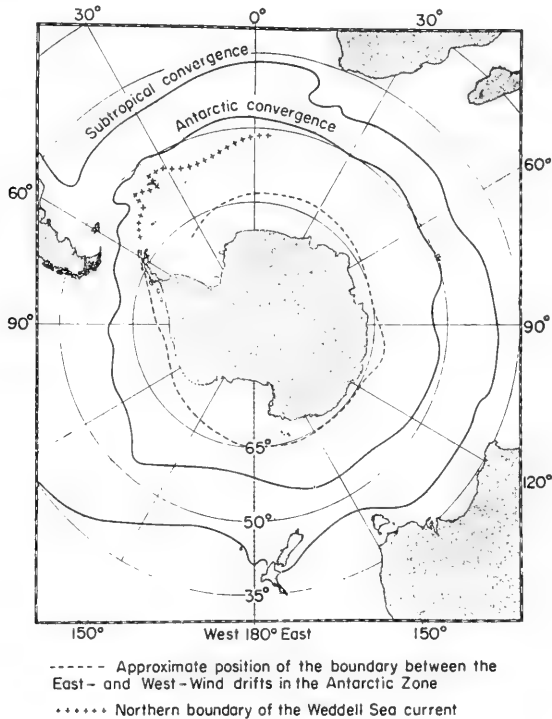 30° 0° 30°
Subtropical convergence
Antarctic convergence
60° 60°
90° 90°
65°
120°
50°
35°
150° West 180° East 150°
----- Approximate position of the boundary between the
East- and West-Wind drifts in the Antarctic Zone
+++++++ Northern boundary of the Weddell Sea current